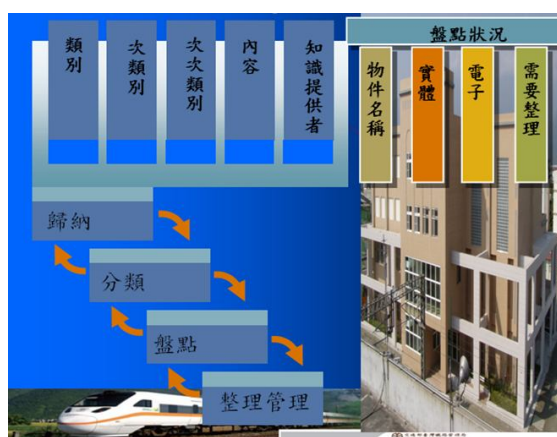 類別
次類別
次次類別
內容
知識提供者
盤點狀況
物件名稱
實體
電子
需要整理
歸納
分類
盤點
整理管理